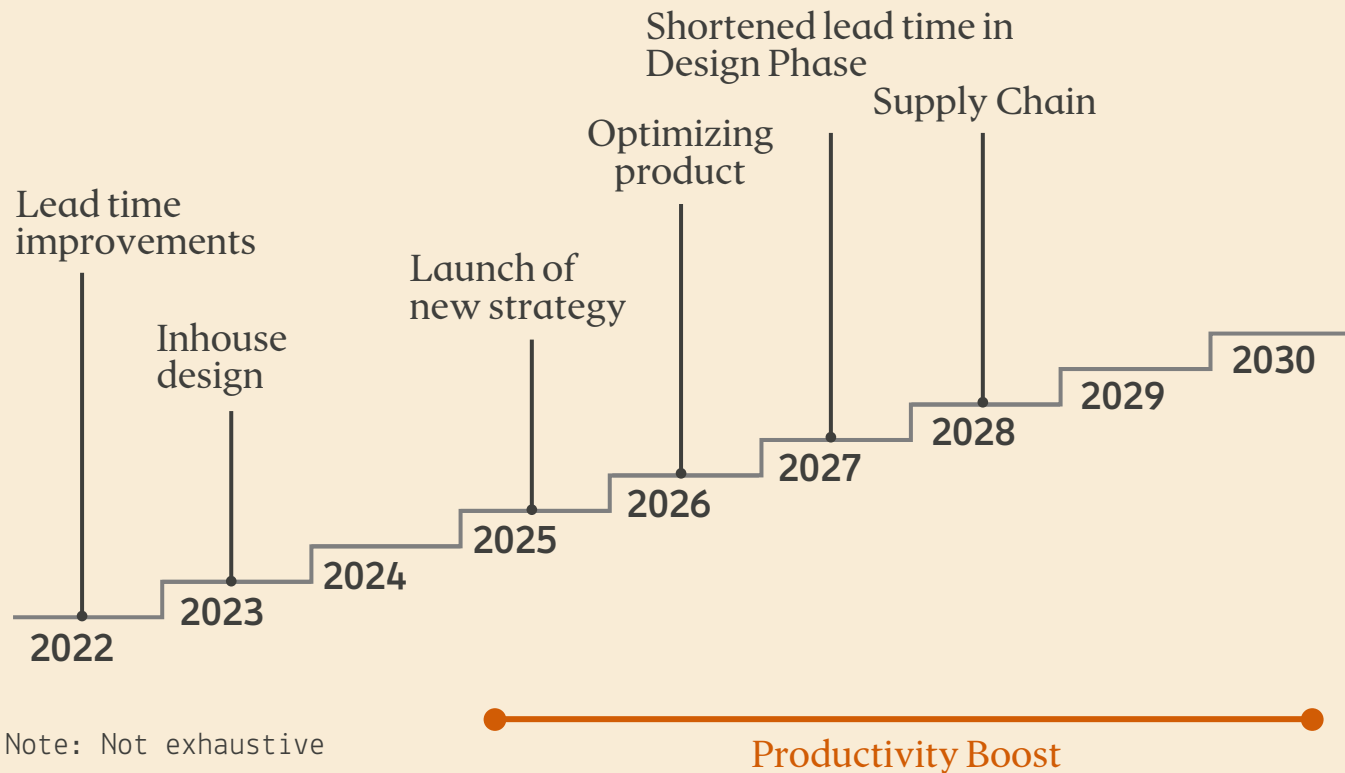 Shortened lead time in
Design Phase
Supply Chain
Optimizing
product
Lead time
improvements
Launch of
new strategy
Inhouse
design
2030
2029
2028
2027
2026
2025
2024
2023
2022
Note: Not exhaustive
Productivity Boost